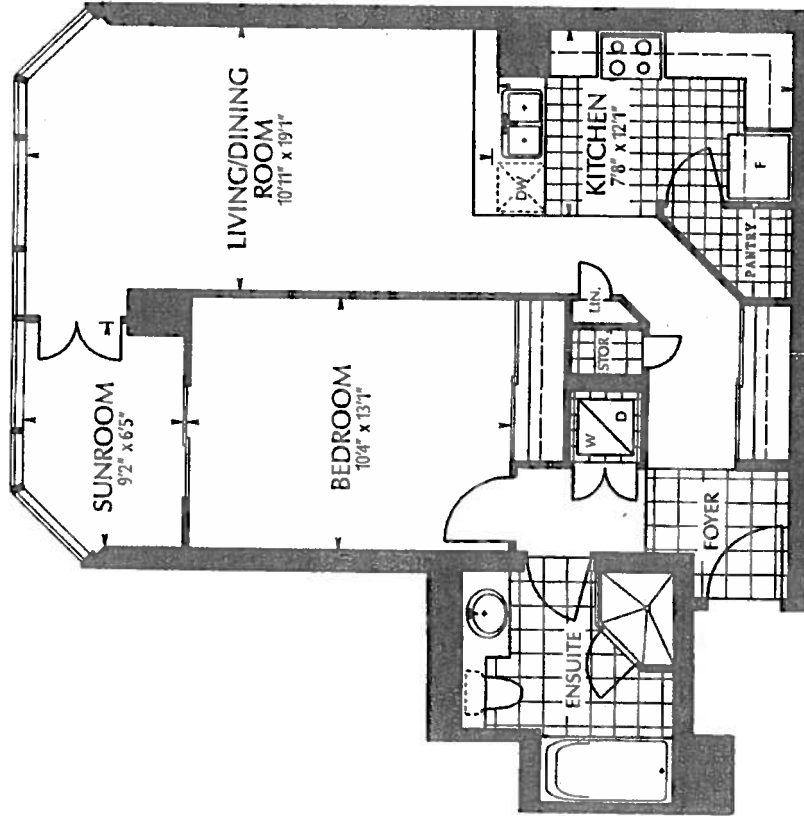 LIVING/DINING
ROOM
10'11" x 19'1"
KITCHEN
7'8" x 12'1"
DW
F
PANTRY
SUNROOM
9'2" x 6'5"
BEDROOM
10'4" x 13'1"
LIN.
STOR
W
D
FOYER
ENSUITE